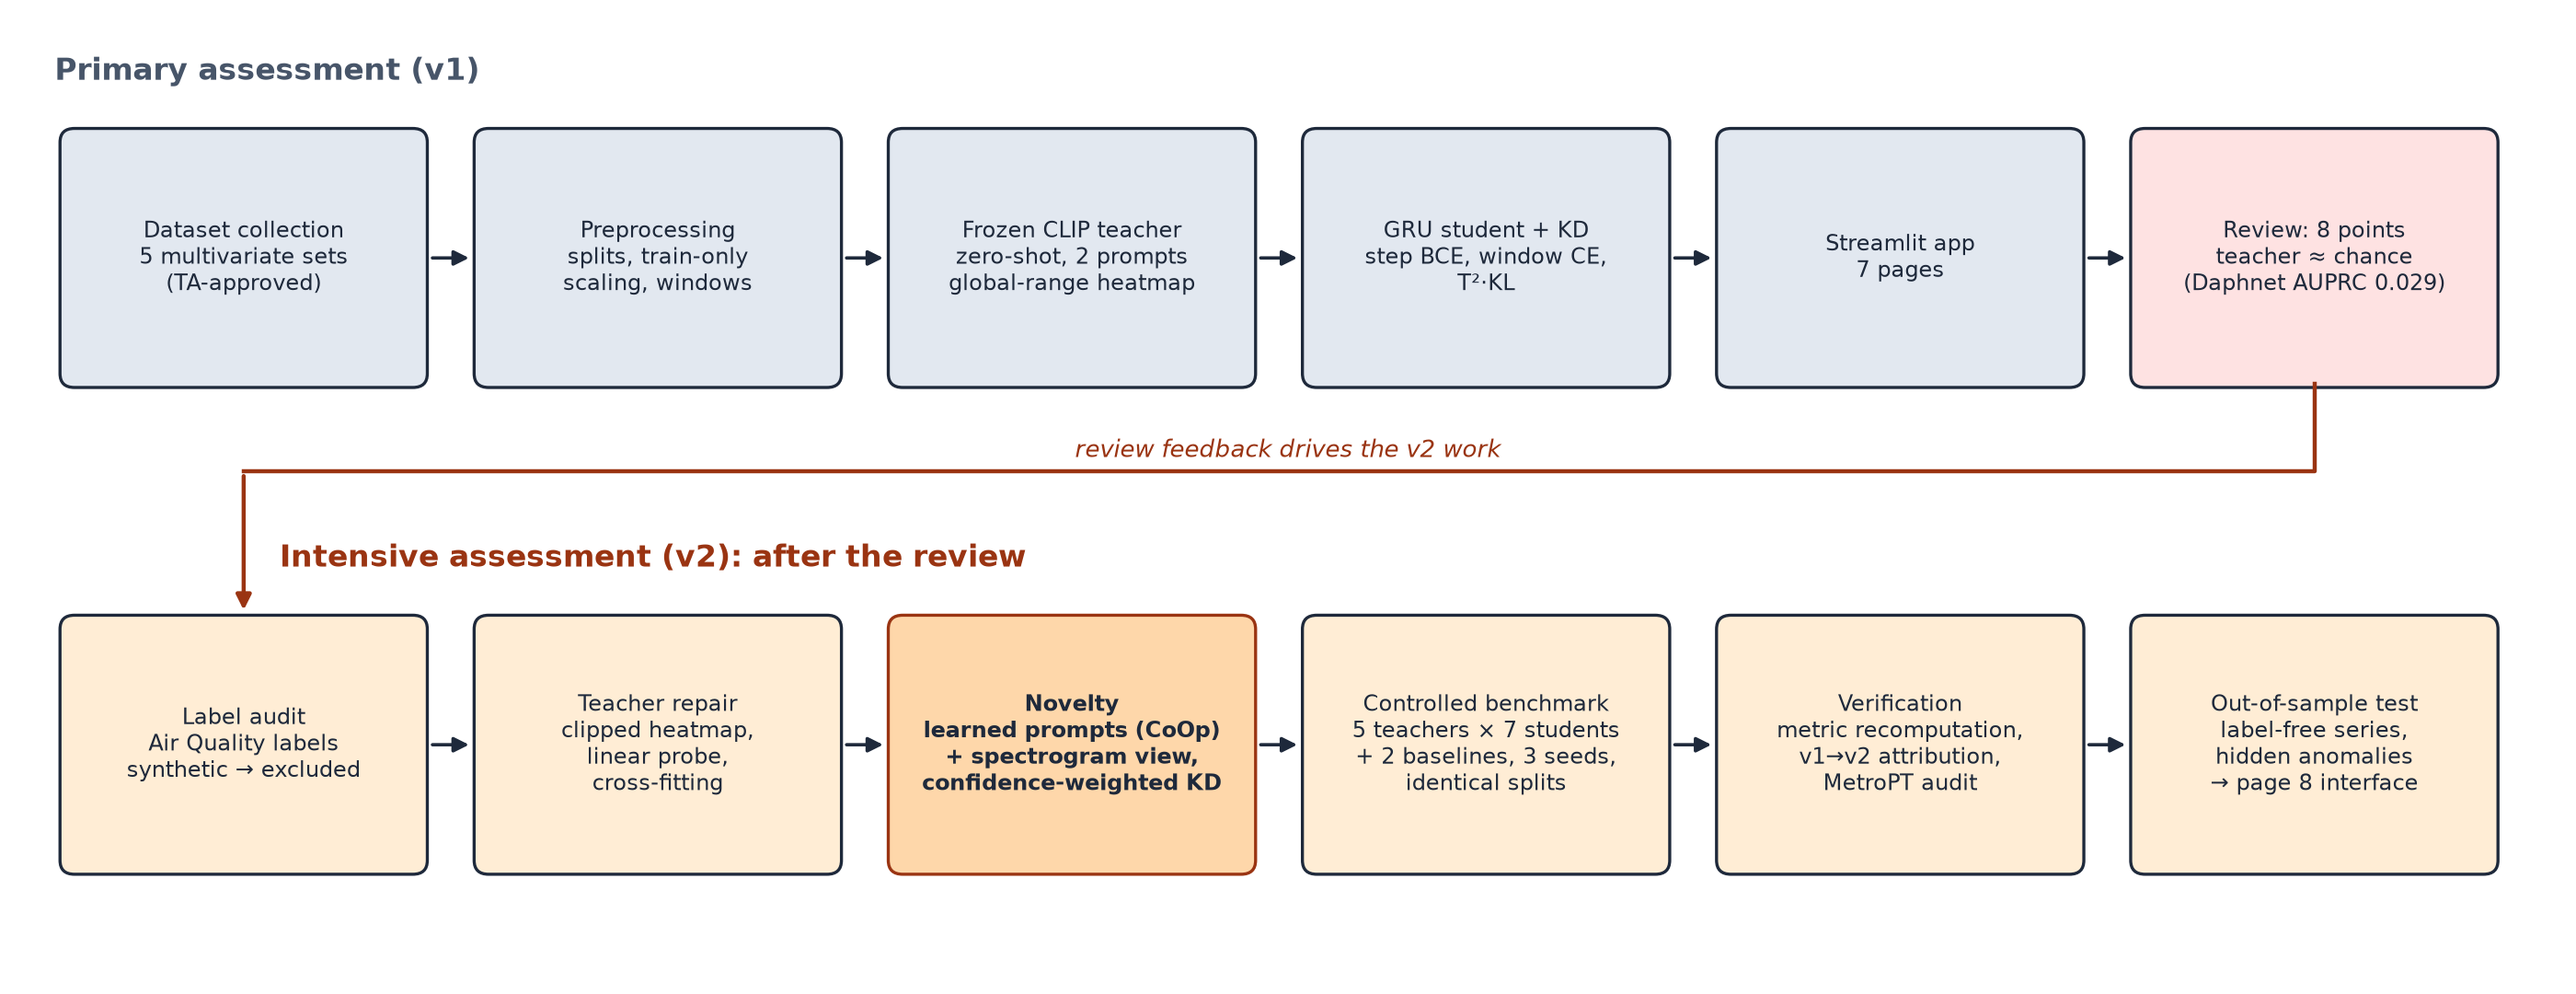 Primary assessment (v1)
Dataset collection
5 multivariate sets
(TA-approved)
Preprocessing
splits, train-only
scaling, windows
Frozen CLIP teacher
zero-shot, 2 prompts
global-range heatmap
GRU student + KD
step BCE, window CE,
T²·KL
Streamlit app
7 pages
Review: 8 points
teacher ≈ chance
(Daphnet AUPRC 0.029)
review feedback drives the v2 work
Intensive assessment (v2): after the review
Label audit
Air Quality labels
synthetic → excluded
Teacher repair
clipped heatmap,
linear probe,
cross-fitting
Novelty
learned prompts (CoOp)
+ spectrogram view,
confidence-weighted KD
Controlled benchmark
5 teachers × 7 students
+ 2 baselines, 3 seeds,
identical splits
Verification
metric recomputation,
v1→v2 attribution,
MetroPT audit
Out-of-sample test
label-free series,
hidden anomalies
→ page 8 interface